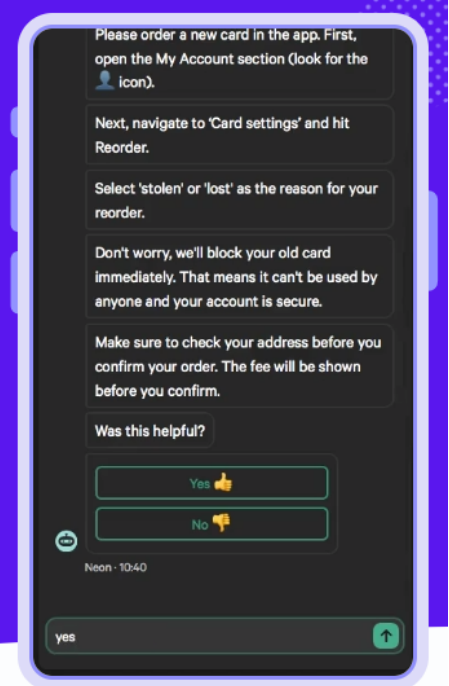 Please order a new card in the app. First,
open the My Account section (look for the
👤 icon).
Next, navigate to 'Card settings' and hit
Reorder.
Select 'stolen' or 'lost' as the reason for your
reorder.
Don't worry, we'll block your old card
immediately. That means it can't be used by
anyone and your account is secure.
Make sure to check your address before you
confirm your order. The fee will be shown
before you confirm.
Was this helpful?
Yes 👍
No 👎
Neon · 10:40
yes